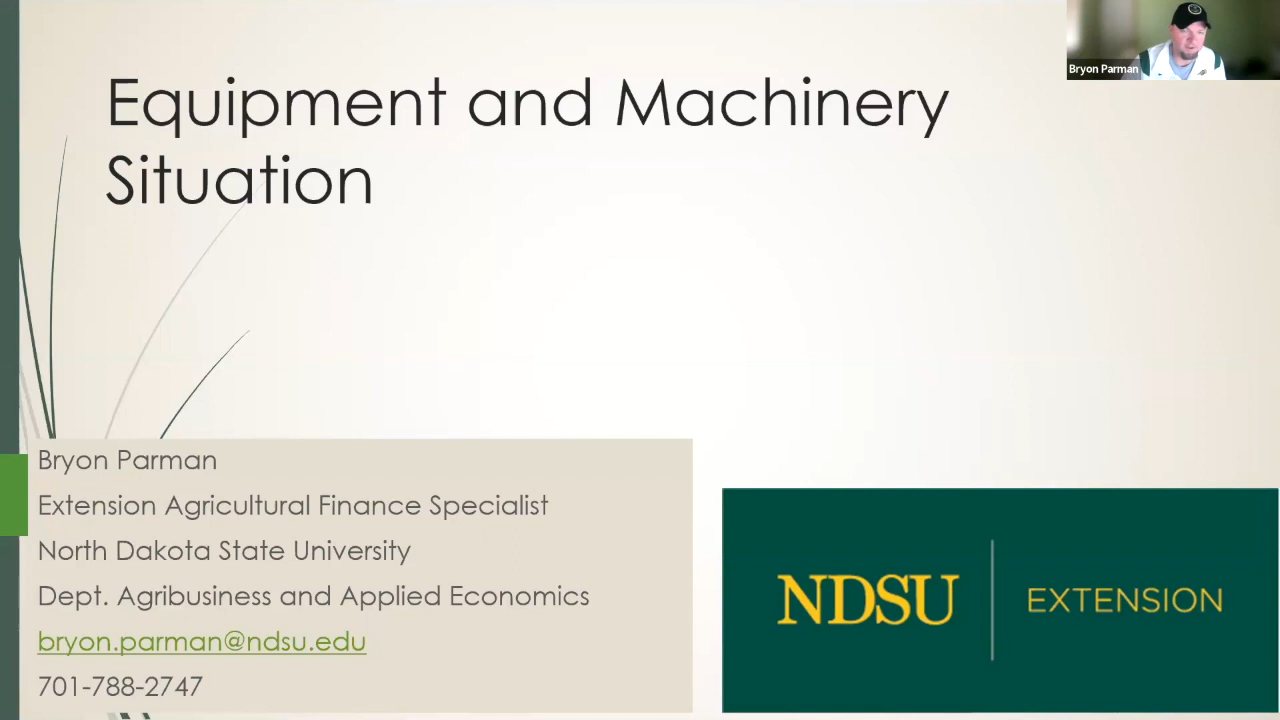 Equipment and Machinery
Situation
Bryon Parman
Bryon Parman
Extension Agricultural Finance Specialist
North Dakota State University
Dept. Agribusiness and Applied Economics
bryon.parman@ndsu.edu
701-788-2747
NDSU
EXTENSION